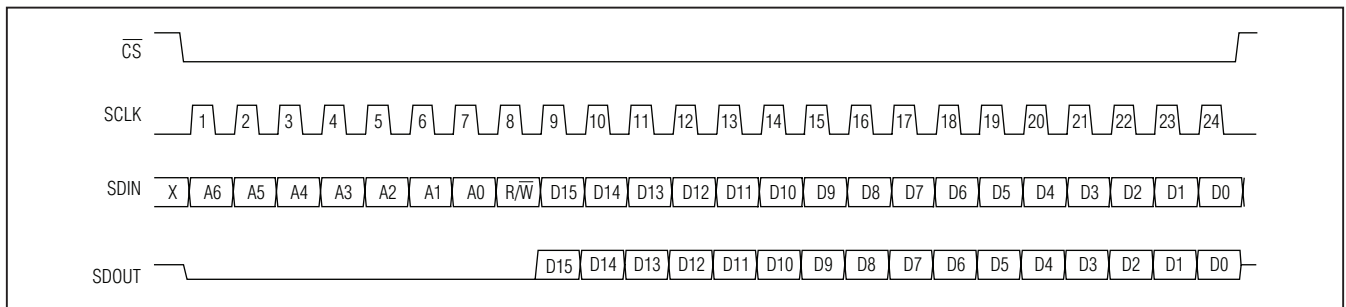 C̅S̅
SCLK 1 2 3 4 5 6 7 8 9 10 11 12 13 14 15 16 17 18 19 20 21 22 23 24
SDIN X A6 A5 A4 A3 A2 A1 A0 R/W̅ D15 D14 D13 D12 D11 D10 D9 D8 D7 D6 D5 D4 D3 D2 D1 D0
SDOUT D15 D14 D13 D12 D11 D10 D9 D8 D7 D6 D5 D4 D3 D2 D1 D0